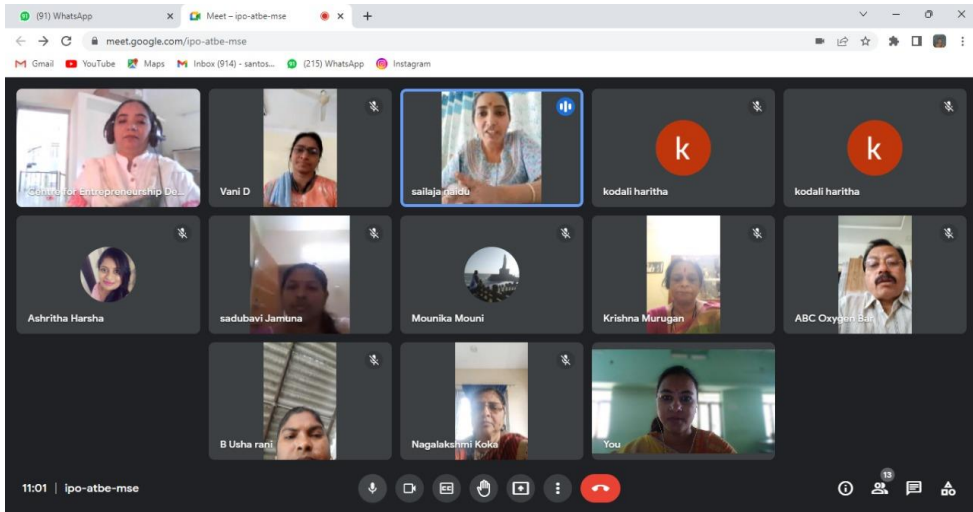 (91) WhatsApp
Meet – ipo-atbe-mse
meet.google.com/ipo-atbe-mse
Gmail YouTube Maps Inbox (914) - santos... (215) WhatsApp Instagram
Centre for Entrepreneurship De...
Vani D
sailaja naidu
k
kodali haritha
k
kodali haritha
Ashritha Harsha
sadubavi Jamuna
Mounika Mouni
Krishna Murugan
ABC Oxygen Bar
B Usha rani
Nagalakshmi Koka
You
11:01 | ipo-atbe-mse
CC
13